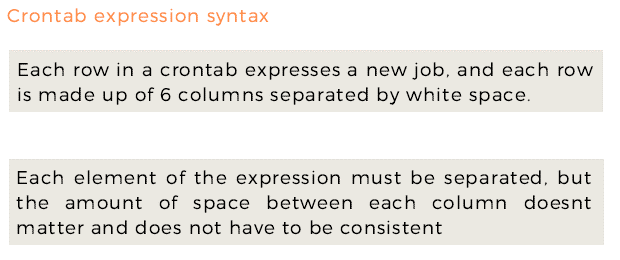 Crontab expression syntax
Each row in a crontab expresses a new job, and each row
is made up of 6 columns separated by white space.
Each element of the expression must be separated, but
the amount of space between each column doesnt
matter and does not have to be consistent